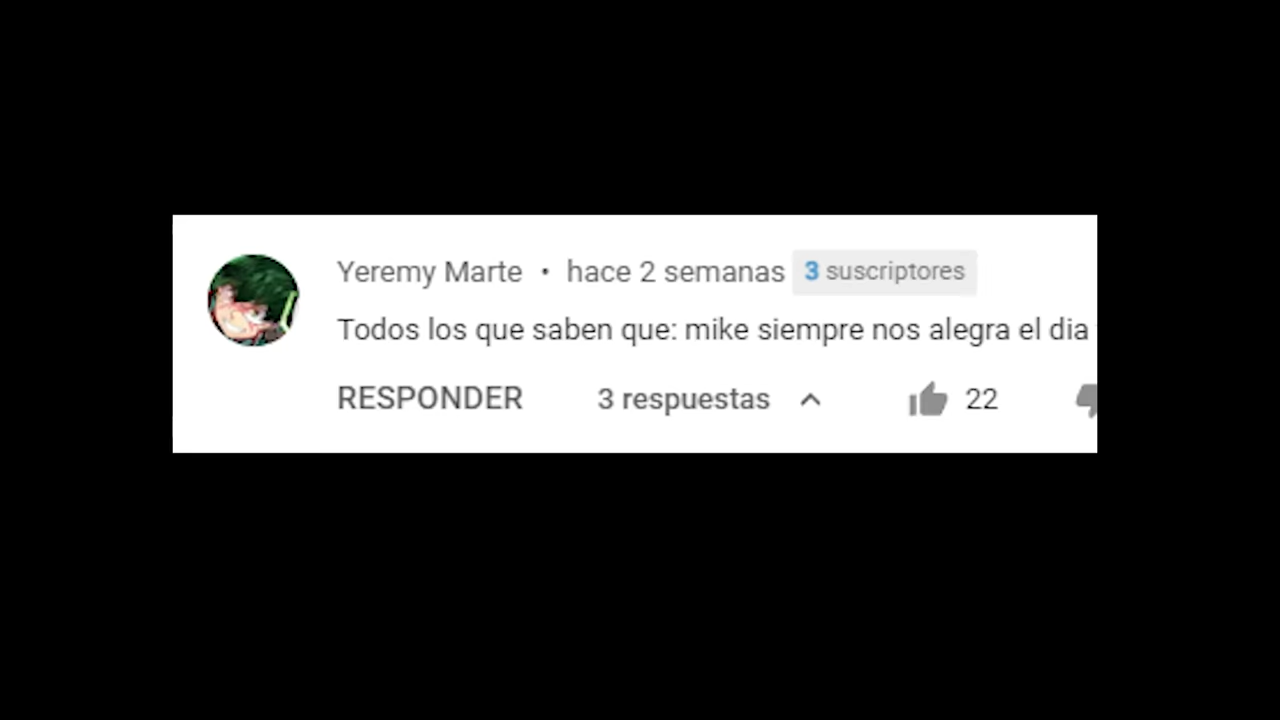 Yeremy Marte • hace 2 semanas 3 suscriptores
Todos los que saben que: mike siempre nos alegra el dia
RESPONDER 3 respuestas 22